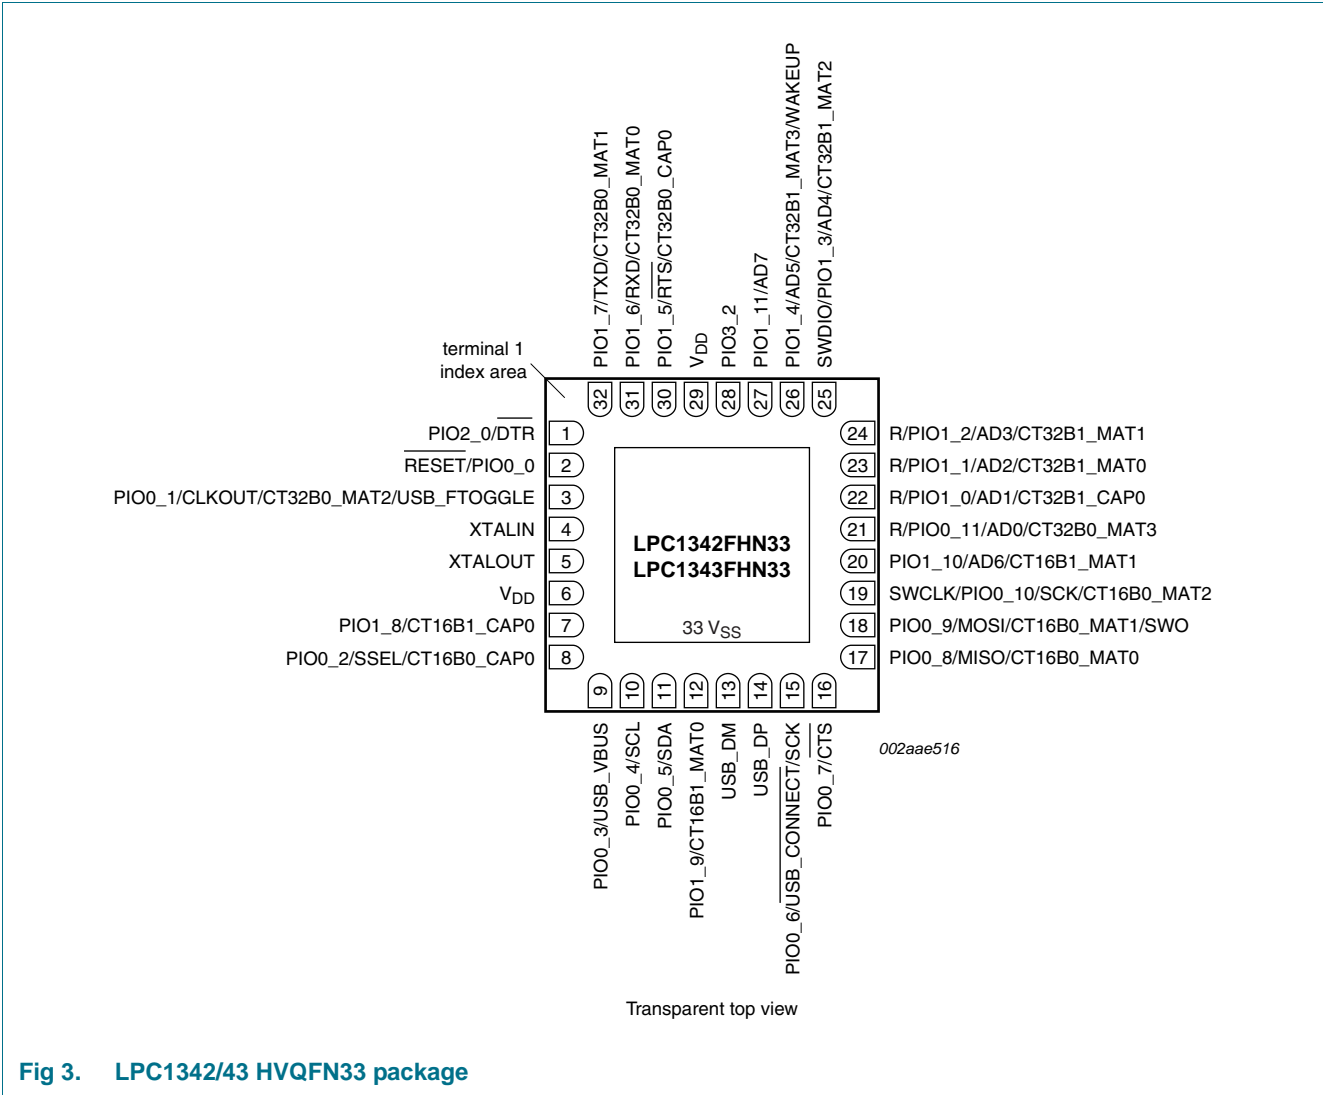 PIO1_7/TXD/CT32B0_MAT1
PIO1_6/RXD/CT32B0_MAT0
PIO1_5/RTS/CT32B0_CAP0
VDD
PIO3_2
PIO1_11/AD7
PIO1_4/AD5/CT32B1_MAT3/WAKEUP
SWDIO/PIO1_3/AD4/CT32B1_MAT2
terminal 1
index area
32 31 30 29 28 27 26 25
PIO2_0/DTR 1
RESET/PIO0_0 2
PIO0_1/CLKOUT/CT32B0_MAT2/USB_FTOGGLE 3
XTALIN 4
XTALOUT 5
VDD 6
PIO1_8/CT16B1_CAP0 7
PIO0_2/SSEL/CT16B0_CAP0 8
LPC1342FHN33
LPC1343FHN33
33 VSS
24 R/PIO1_2/AD3/CT32B1_MAT1
23 R/PIO1_1/AD2/CT32B1_MAT0
22 R/PIO1_0/AD1/CT32B1_CAP0
21 R/PIO0_11/AD0/CT32B0_MAT3
20 PIO1_10/AD6/CT16B1_MAT1
19 SWCLK/PIO0_10/SCK/CT16B0_MAT2
18 PIO0_9/MOSI/CT16B0_MAT1/SWO
17 PIO0_8/MISO/CT16B0_MAT0
9 10 11 12 13 14 15 16
PIO0_3/USB_VBUS
PIO0_4/SCL
PIO0_5/SDA
PIO1_9/CT16B1_MAT0
USB_DM
USB_DP
PIO0_6/USB_CONNECT/SCK
PIO0_7/CTS
002aae516
Transparent top view
Fig 3. LPC1342/43 HVQFN33 package